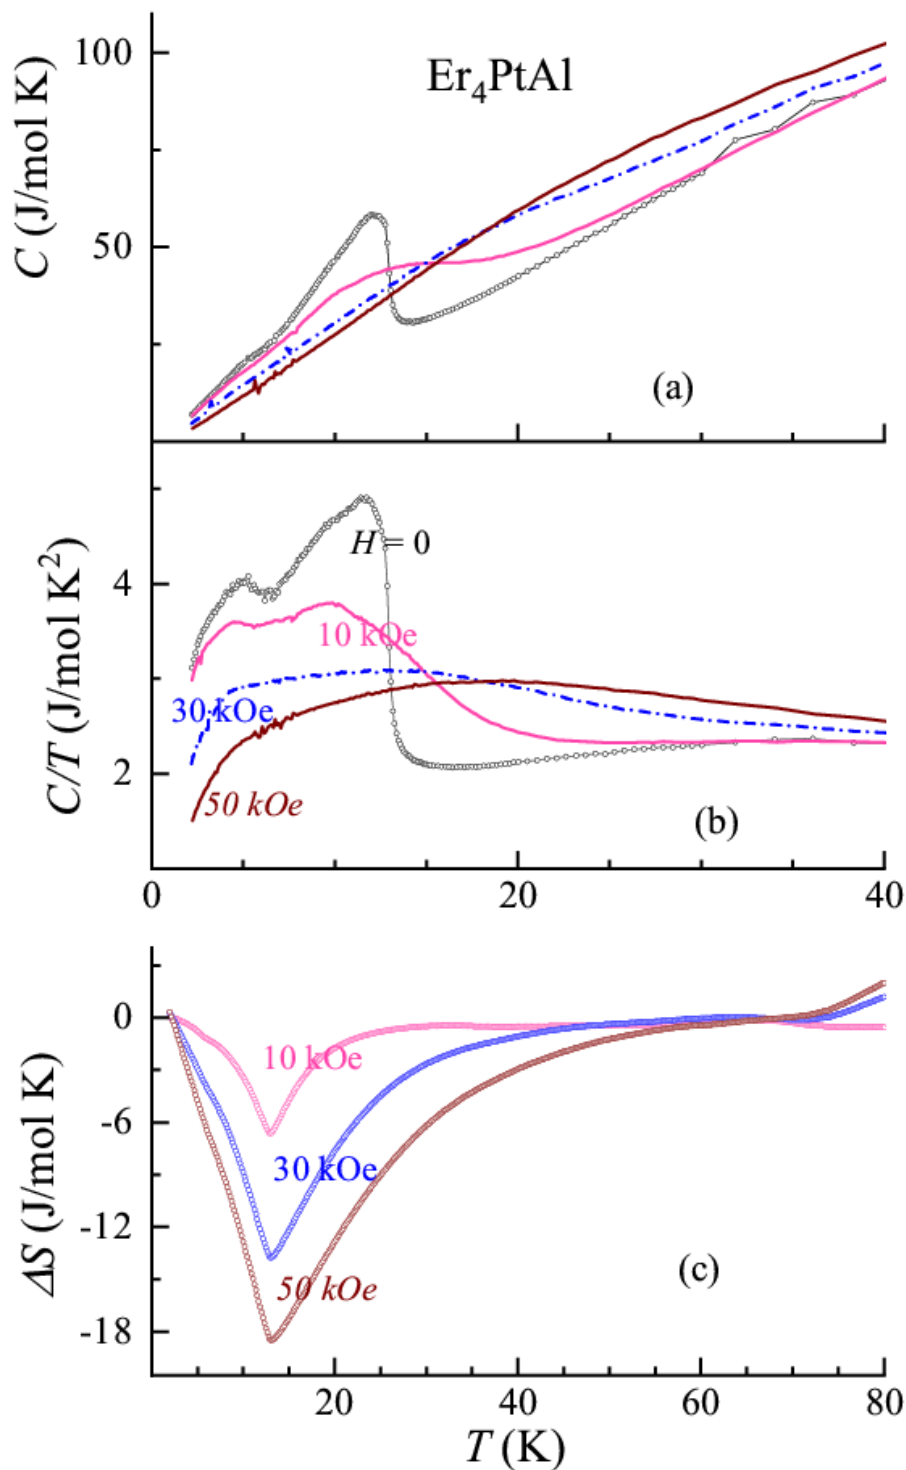 100
Er₄PtAl
C (J/mol K)
50
(a)
H = 0
4
10 kOe
C/T (J/mol K²)
30 kOe
2
50 kOe
(b)
0 20 40
0
10 kOe
-6
30 kOe
ΔS (J/mol K)
-12
50 kOe
(c)
-18
20 40 60 80
T (K)